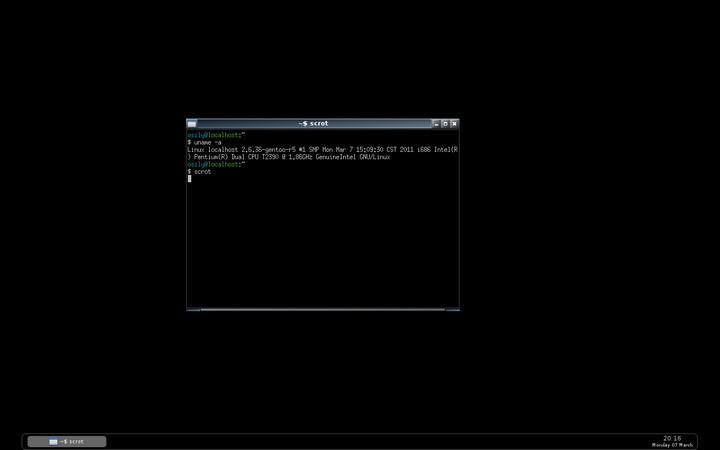 ~$ scrot
osily@localhost:~
$ uname -a
Linux localhost 2.6.36-gentoo-r5 #1 SMP Mon Mar 7 15:09:30 CST 2011 i686 Intel(R
) Pentium(R) Dual CPU T2390 @ 1.86GHz GenuineIntel GNU/Linux
osily@localhost:~
$ scrot
~$ scrot
20:16
Monday 07 March